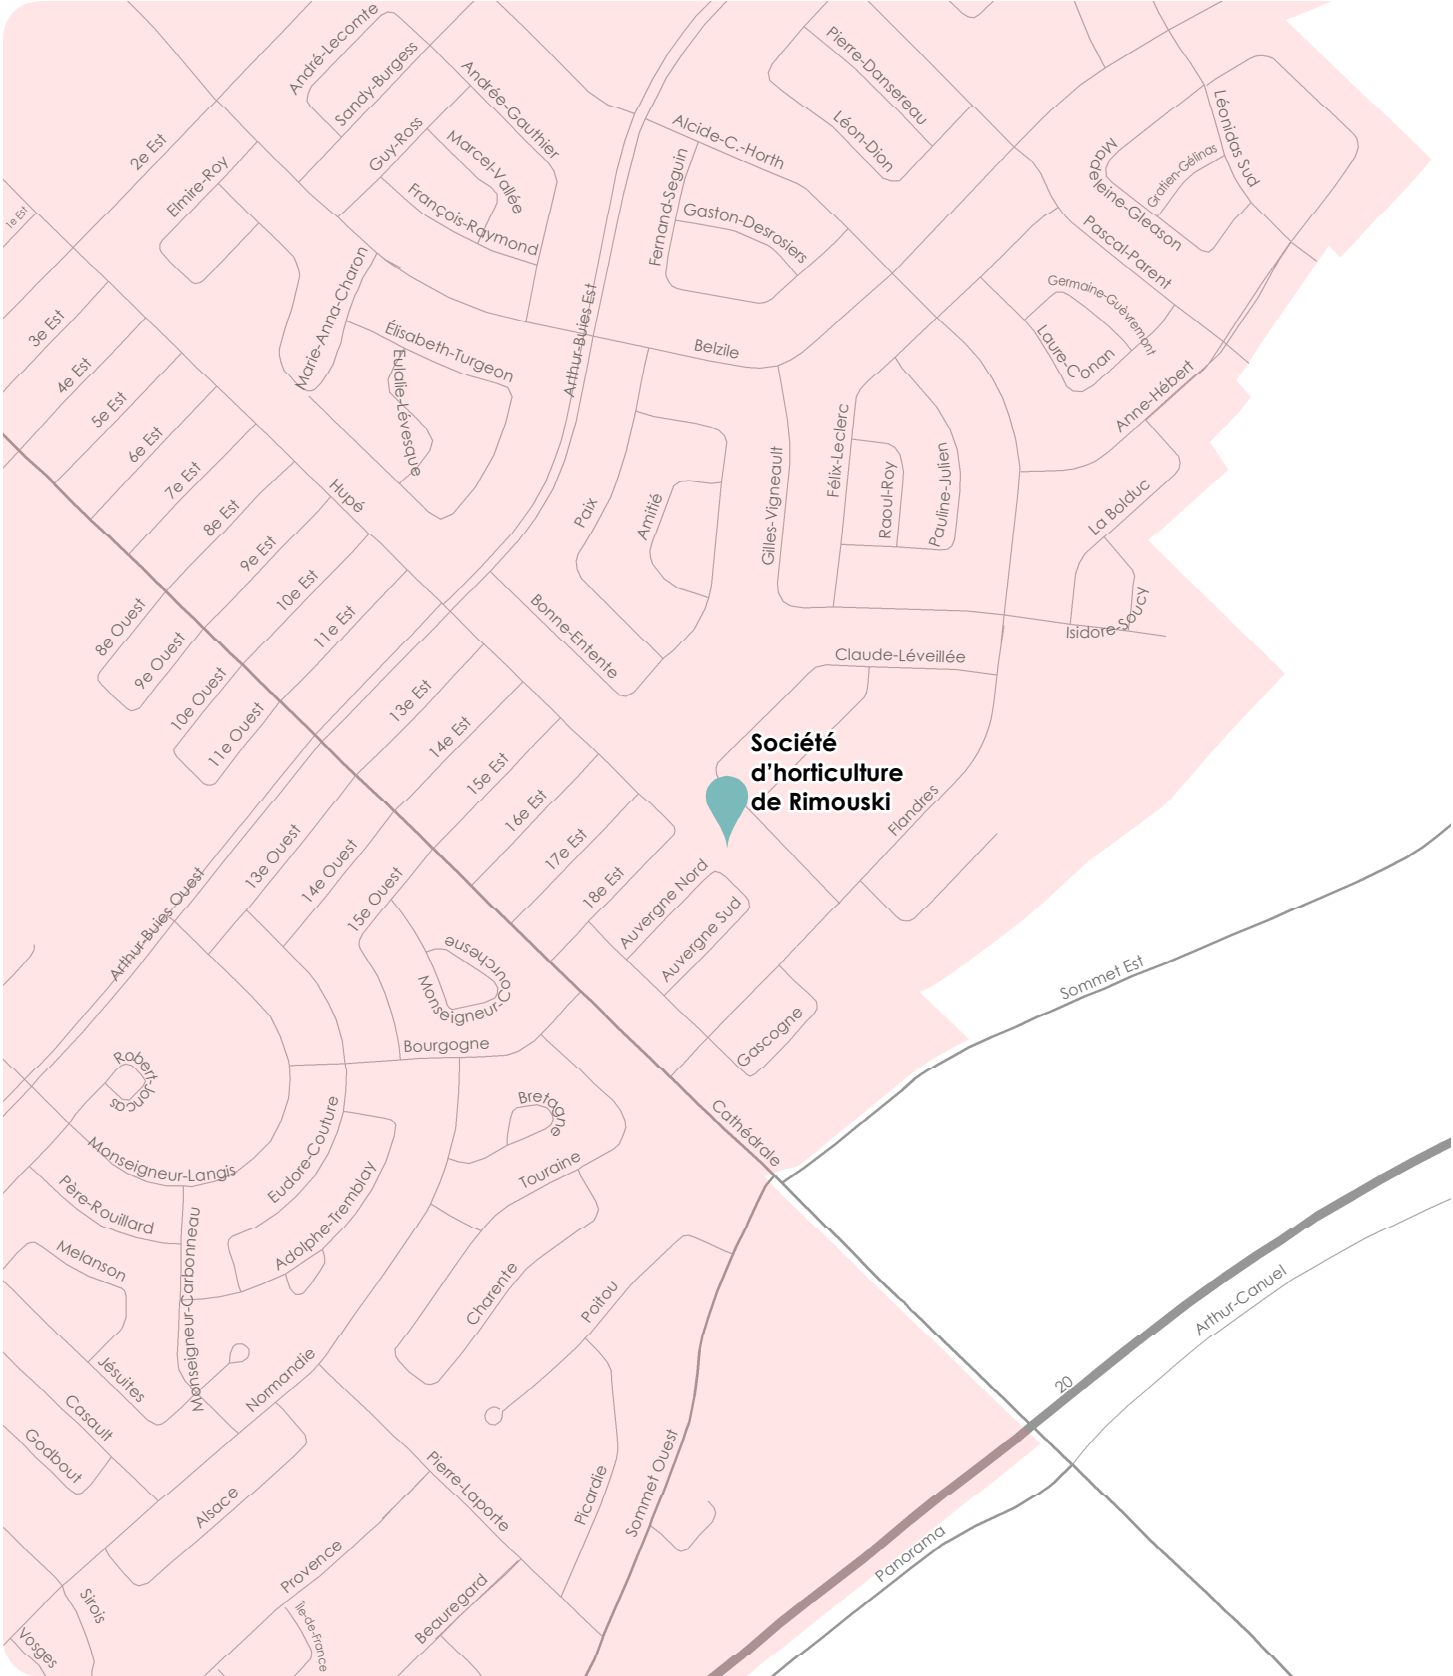 André-Lecomte
Sandy-Burgess
Andrée-Gauthier
Pierre-Dansereau
Léonidas Sud
2e Est
Guy-Ross
Marcel-Vallée
Alcide-C.-Horth
Léon-Dion
Madeleine-Gleason
Gratien-Gélinas
Elmire-Roy
François-Raymond
Fernand-Seguin
Gaston-Desrosiers
Pascal-Parent
1e Est
Marie-Anna-Charon
Germaine-Guèvremont
Laure-Conan
3e Est
Élisabeth-Turgeon
Arthur-Buies Est
Belzile
4e Est
Eulalie-Lévesque
Anne-Hébert
5e Est
Félix-Leclerc
6e Est
Gilles-Vigneault
Pauline-Julien
7e Est
Raoul-Roy
Hupé
Paix
Amitié
La Bolduc
8e Est
9e Est
10e Est
11e Est
8e Ouest
9e Ouest
10e Ouest
11e Ouest
Bonne-Entente
Isidore-Soucy
Claude-Léveillée
13e Est
14e Est
15e Est
16e Est
17e Est
18e Est
Société
d'horticulture
de Rimouski
Flandres
13e Ouest
14e Ouest
15e Ouest
Auvergne Nord
Auvergne Sud
Arthur-Buies Ouest
Monseigneur-Courchesne
Sommet Est
Gascogne
Bourgogne
Robert-Joncas
Bretagne
Cathédrale
Eudore-Couture
Monseigneur-Langis
Touraine
Père-Rouillard
Adolphe-Tremblay
Melanson
Monseigneur-Carbonneau
Charente
Poitou
Arthur-Canuel
Jésuites
Normandie
20
Casault
Godbout
Pierre-Laporte
Alsace
Picardie
Sommet Ouest
Panorama
Provence
Sirois
Île-de-France
Beauregard
Vosges